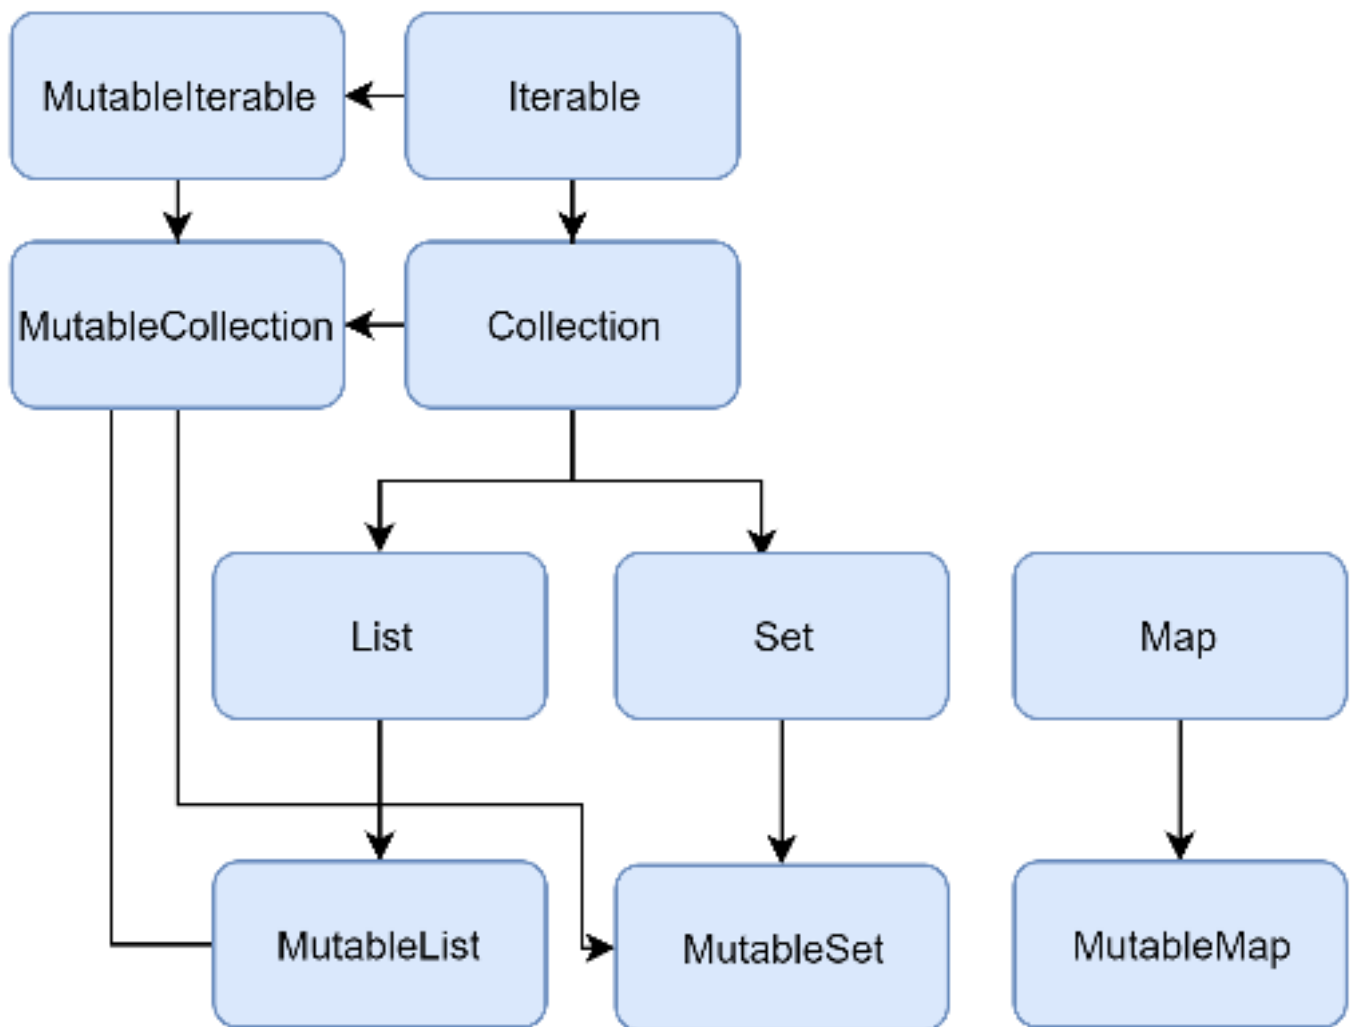 MutableIterable
Iterable
MutableCollection
Collection
List
Set
Map
MutableList
MutableSet
MutableMap